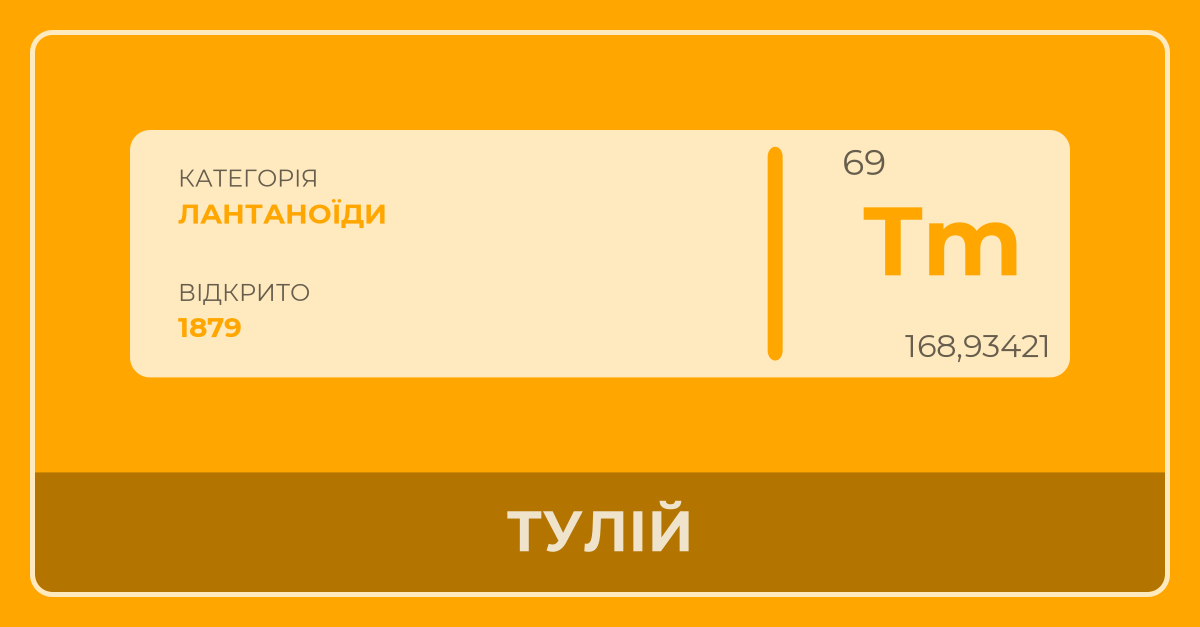 КАТЕГОРІЯ
ЛАНТАНОЇДИ
ВІДКРИТО
1879
69
Tm
168,93421
ТУЛІЙ